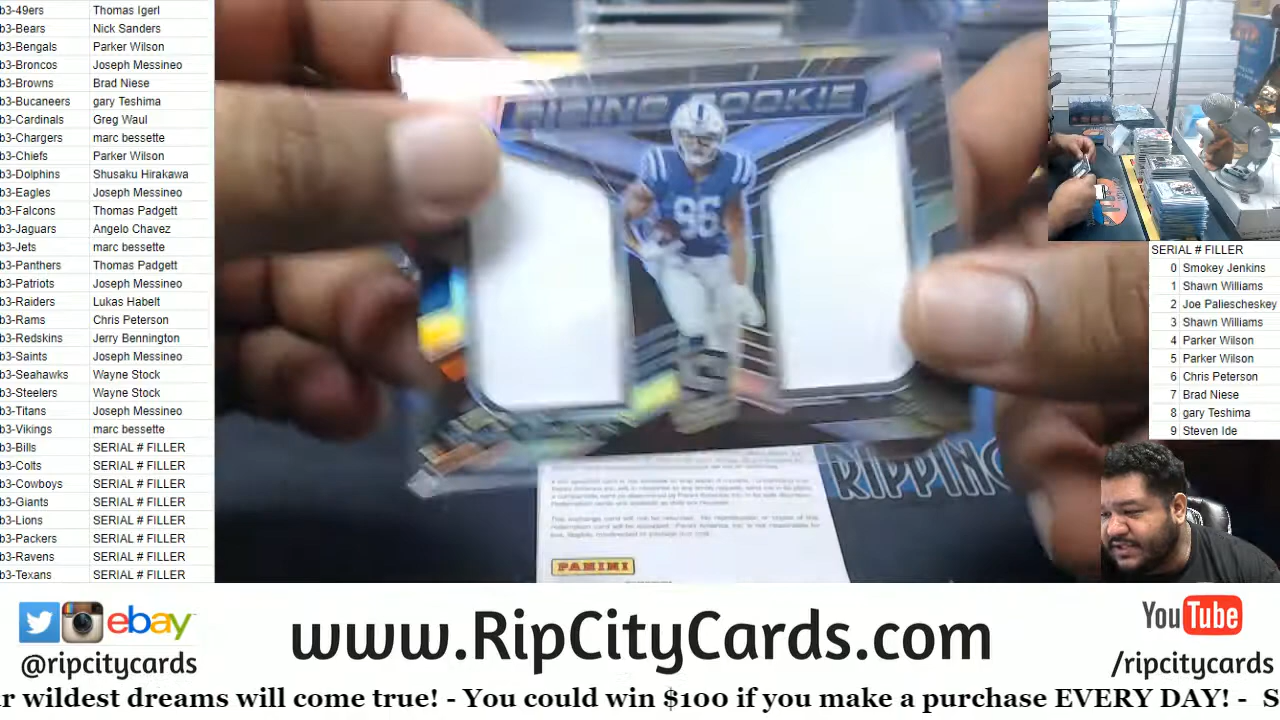 b3-49ers Thomas Igerl
b3-Bears Nick Sanders
b3-Bengals Parker Wilson
b3-Broncos Joseph Messineo
b3-Browns Brad Niese
b3-Bucaneers gary Teshima
b3-Cardinals Greg Waul
b3-Chargers marc bessette
b3-Chiefs Parker Wilson
b3-Dolphins Shusaku Hirakawa
b3-Eagles Joseph Messineo
b3-Falcons Thomas Padgett
b3-Jaguars Angelo Chavez
b3-Jets marc bessette
b3-Panthers Thomas Padgett
b3-Patriots Joseph Messineo
b3-Raiders Lukas Habelt
b3-Rams Chris Peterson
b3-Redskins Jerry Bennington
b3-Saints Joseph Messineo
b3-Seahawks Wayne Stock
b3-Steelers Wayne Stock
b3-Titans Joseph Messineo
b3-Vikings marc bessette
b3-Bills SERIAL # FILLER
b3-Colts SERIAL # FILLER
b3-Cowboys SERIAL # FILLER
b3-Giants SERIAL # FILLER
b3-Lions SERIAL # FILLER
b3-Packers SERIAL # FILLER
b3-Ravens SERIAL # FILLER
b3-Texans SERIAL # FILLER
ROOKIE
96
RIPPING
PANINI
SERIAL # FILLER
0 Smokey Jenkins
1 Shawn Williams
2 Joe Paliescheskey
3 Shawn Williams
4 Parker Wilson
5 Parker Wilson
6 Chris Peterson
7 Brad Niese
8 gary Teshima
9 Steven Ide
ebay
@ripcitycards
www.RipCityCards.com
YouTube
/ripcitycards
r wildest dreams will come true! - You could win $100 if you make a purchase EVERY DAY! - S